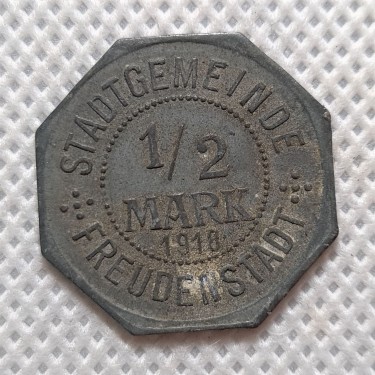 STADTGEMEINDE
1/2
MARK
1918
FREUDENSTADT